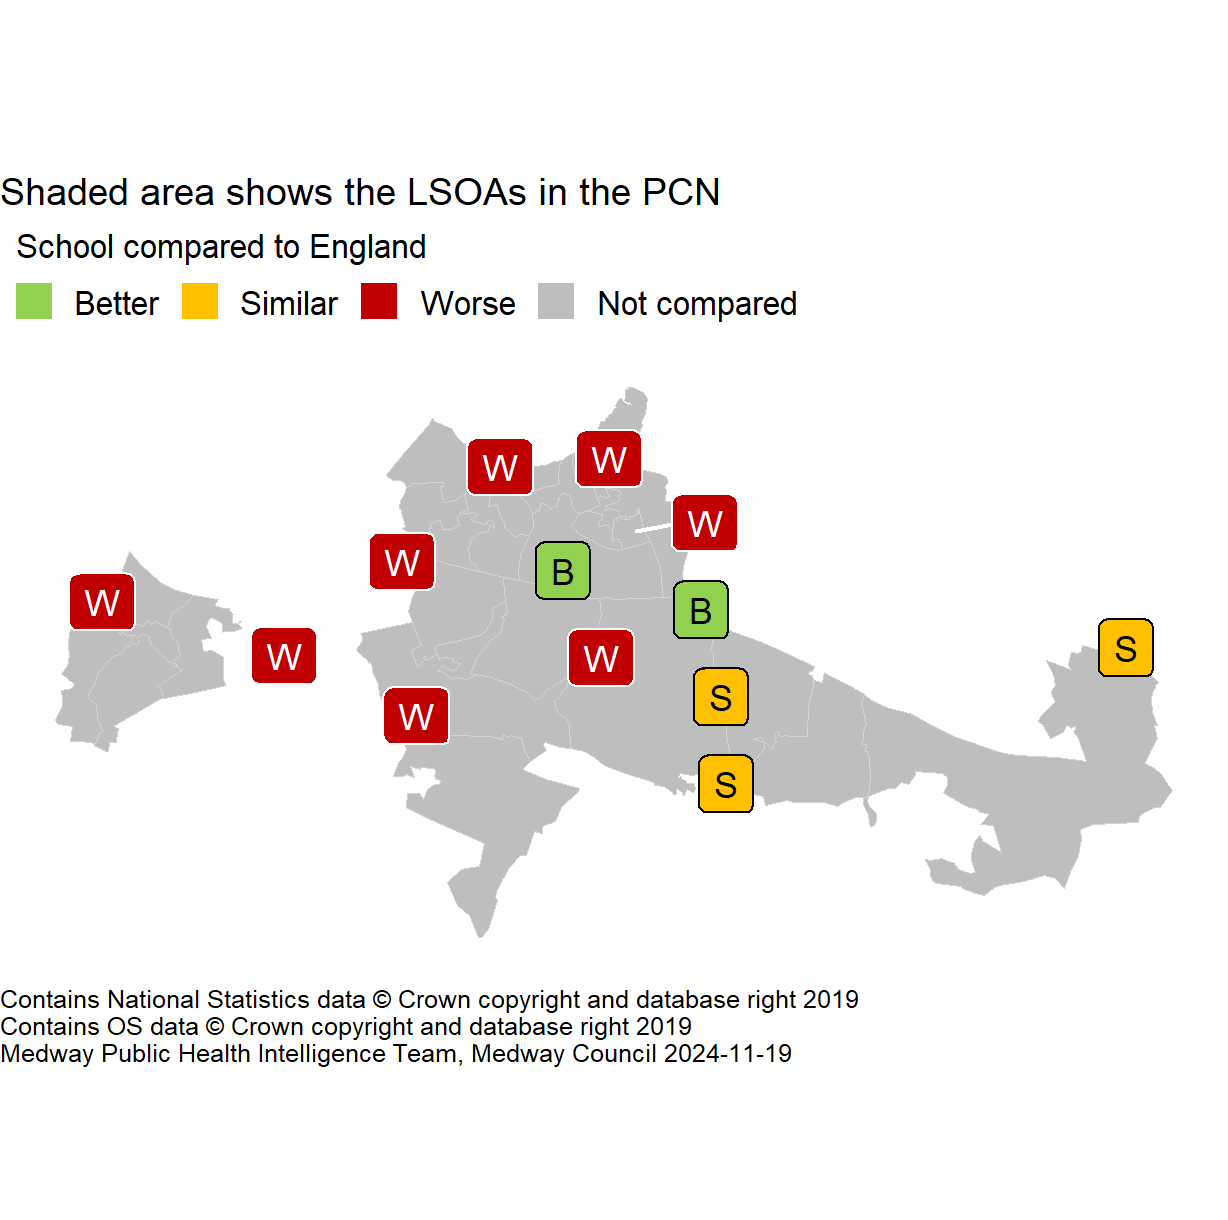 Shaded area shows the LSOAs in the PCN
School compared to England
Better Similar Worse Not compared
W W
W
W B
W B
W W S
W S
S
Contains National Statistics data © Crown copyright and database right 2019
Contains OS data © Crown copyright and database right 2019
Medway Public Health Intelligence Team, Medway Council 2024-11-19